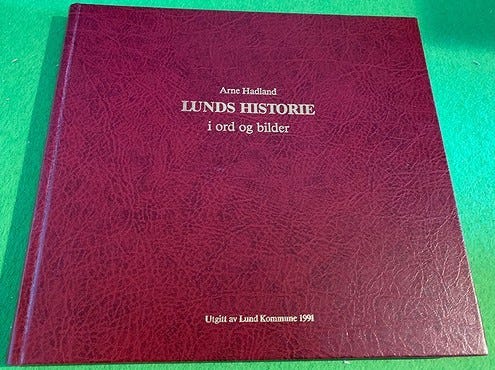 Arne Hadland
LUNDS HISTORIE
i ord og bilder
Utgitt av Lund Kommune 1991